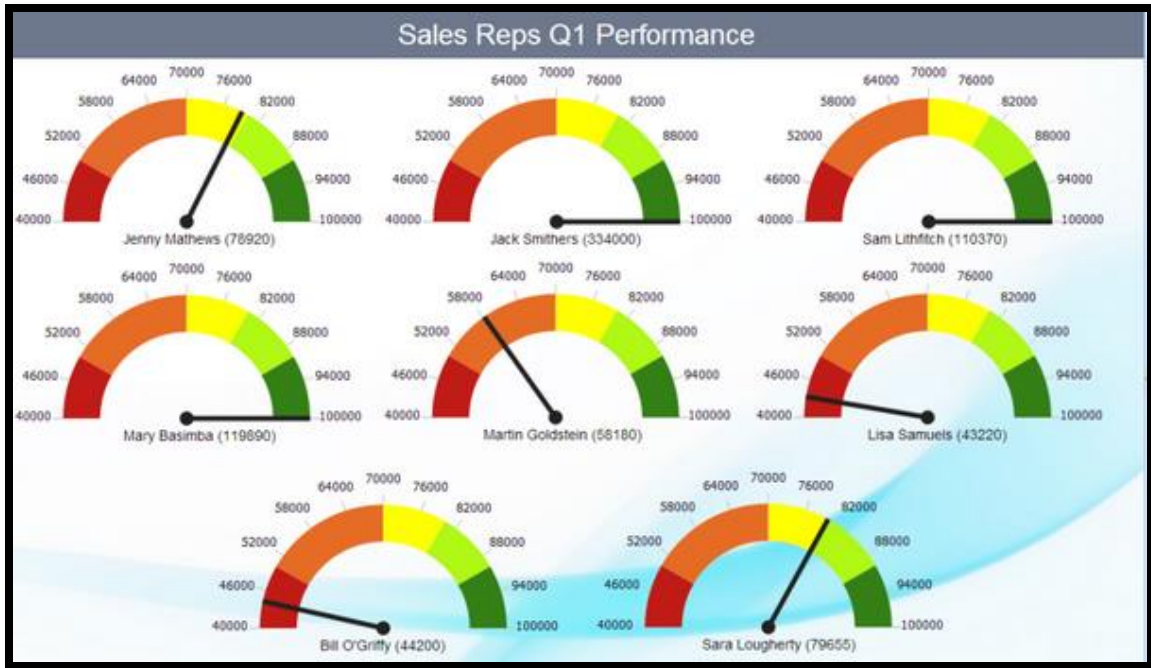 Sales Reps Q1 Performance
40000 46000 52000 58000 64000 70000 76000 82000 88000 94000 100000
Jenny Mathews (78920)
40000 46000 52000 58000 64000 70000 76000 82000 88000 94000 100000
Jack Smithers (334000)
40000 46000 52000 58000 64000 70000 76000 82000 88000 94000 100000
Sam Lithfitch (110370)
40000 46000 52000 58000 64000 70000 76000 82000 88000 94000 100000
Mary Basimba (119890)
40000 46000 52000 58000 64000 70000 76000 82000 88000 94000 100000
Martin Goldstein (58180)
40000 46000 52000 58000 64000 70000 76000 82000 88000 94000 100000
Lisa Samuels (43220)
40000 46000 52000 58000 64000 70000 76000 82000 88000 94000 100000
Bill O'Griffy (44200)
40000 46000 52000 58000 64000 70000 76000 82000 88000 94000 100000
Sara Lougherty (79655)